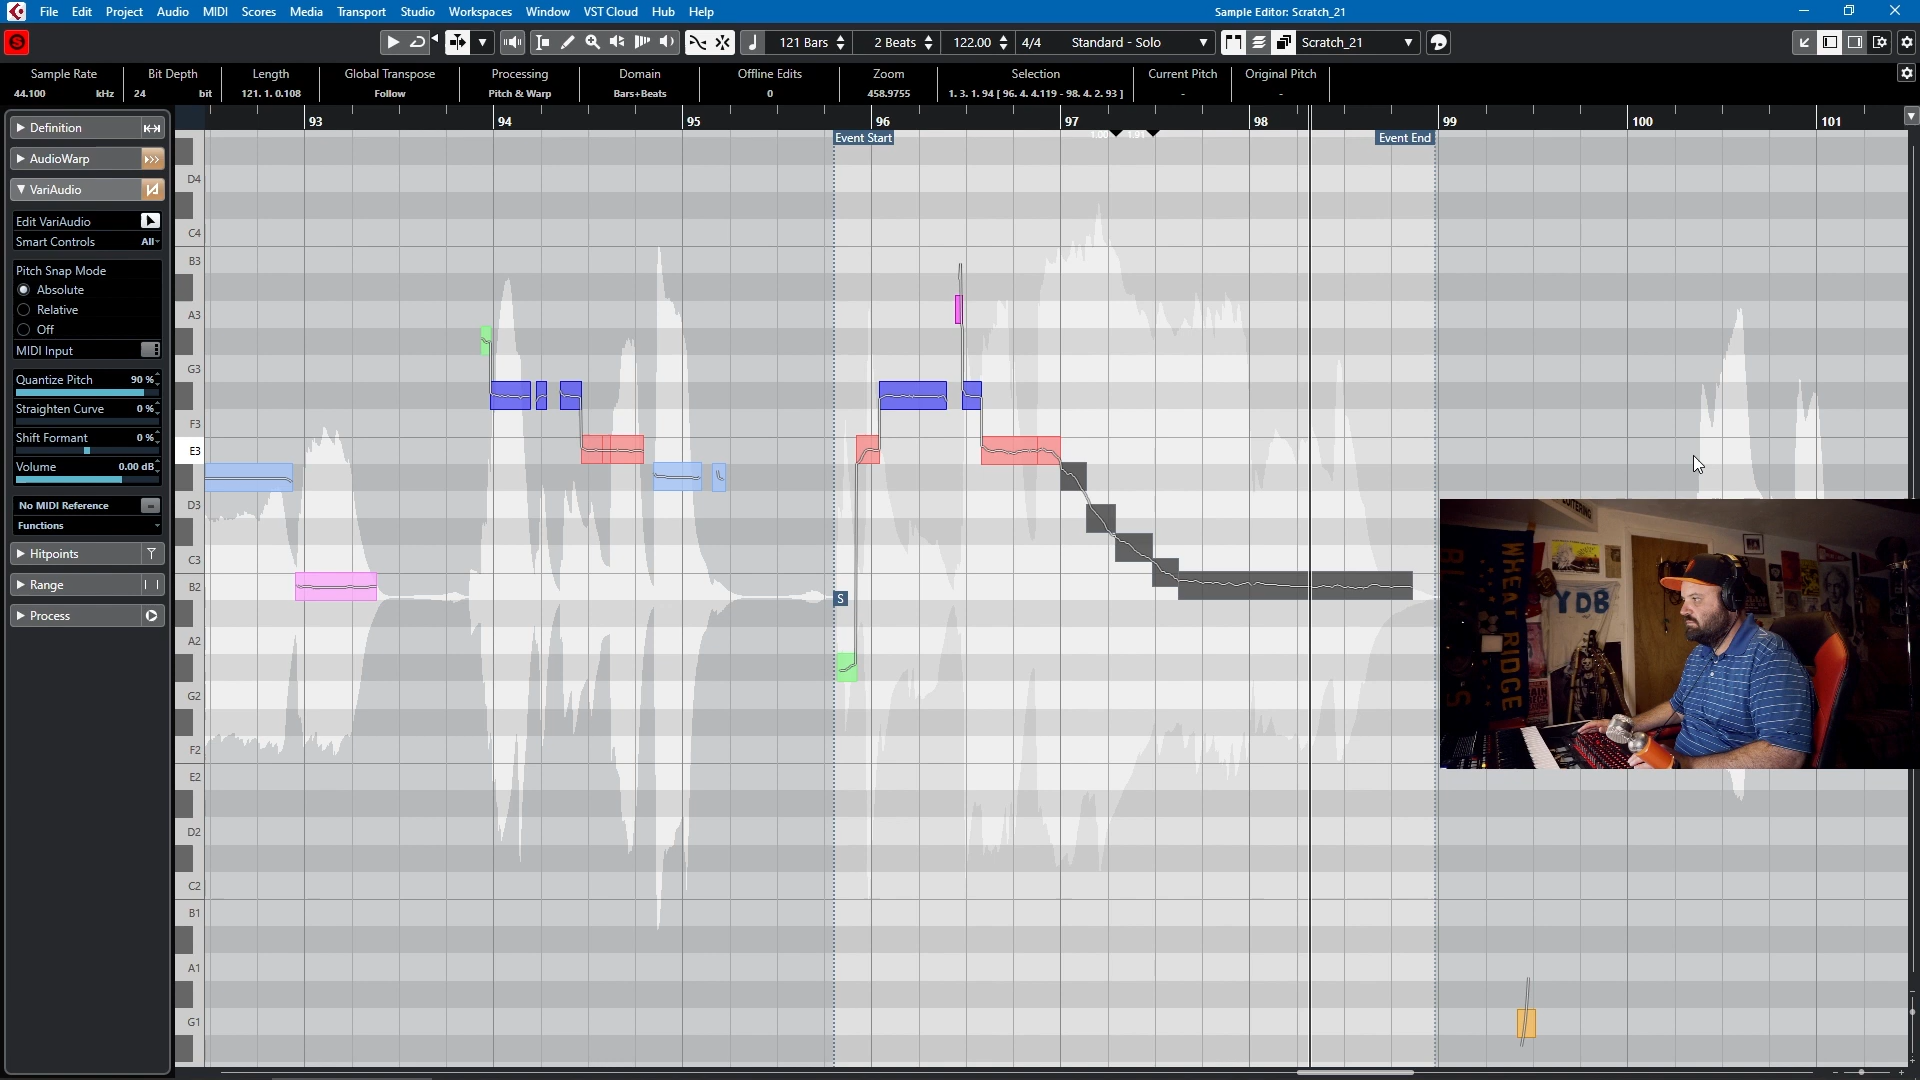 File Edit Project Audio MIDI Scores Media Transport Studio Workspaces Window VST Cloud Hub Help
Sample Editor: Scratch_21
121 Bars 2 Beats 122.00 4/4 Standard - Solo Scratch_21
Sample Rate Bit Depth Length Global Transpose Processing Domain Offline Edits Zoom Selection Current Pitch Original Pitch
44.100 kHz 24 bit 121. 1. 0.108 Follow Pitch & Warp Bars+Beats 0 458.9755 1. 3. 1. 94 [ 96. 4. 4.119 - 98. 4. 2. 93 ] - -
93 94 95 96 97 98 99 100 101
Event Start
Event End
Definition
AudioWarp
VariAudio
Edit VariAudio
Smart Controls All
Pitch Snap Mode
Absolute
Relative
Off
MIDI Input
Quantize Pitch 90 %
Straighten Curve 0 %
Shift Formant 0 %
Volume 0.00 dB
No MIDI Reference
Functions
Hitpoints
Range
Process
D4
C4
B3
A3
G3
F3
E3
D3
C3
B2
A2
G2
F2
E2
D2
C2
B1
A1
G1
S
WHEAT RIDGE
YDB